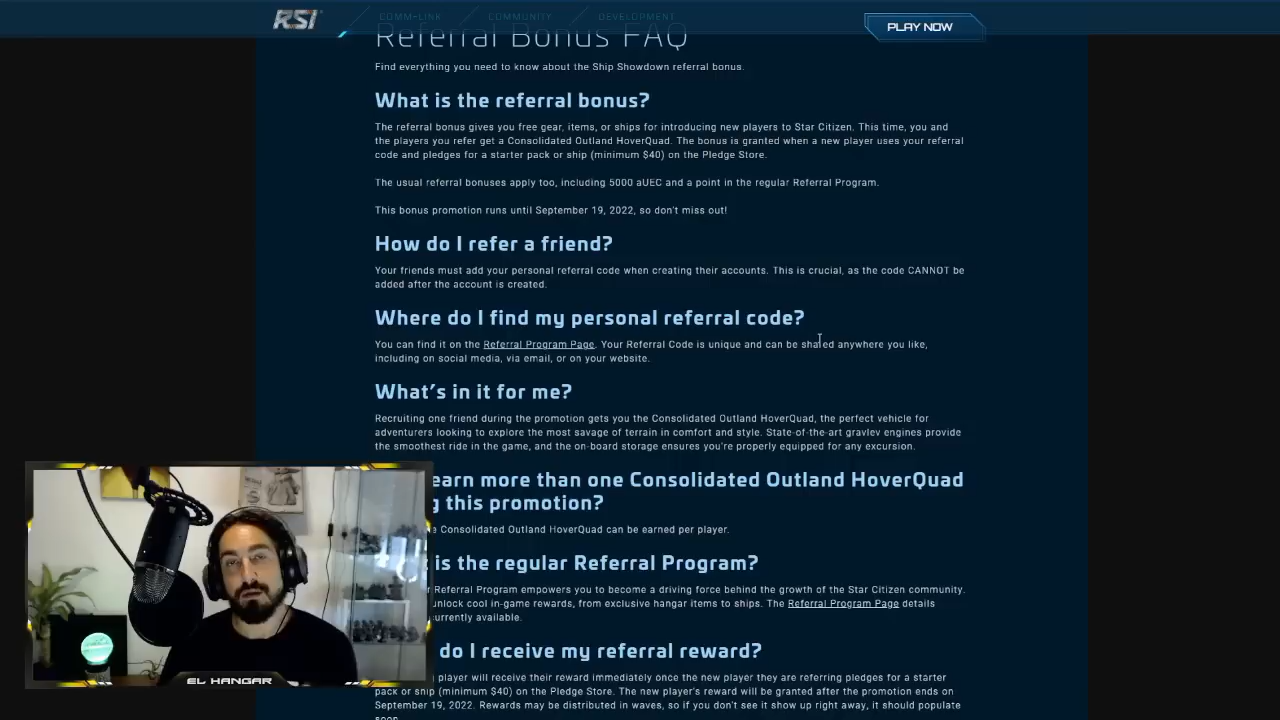 RSI
COMM-LINK
COMMUNITY
DEVELOPMENT
PLAY NOW
Referral Bonus FAQ
Find everything you need to know about the Ship Showdown referral bonus.
What is the referral bonus?
The referral bonus gives you free gear, items, or ships for introducing new players to Star Citizen. This time, you and
the players you refer get a Consolidated Outland HoverQuad. The bonus is granted when a new player uses your referral
code and pledges for a starter pack or ship (minimum $40) on the Pledge Store.
The usual referral bonuses apply too, including 5000 aUEC and a point in the regular Referral Program.
This bonus promotion runs until September 19, 2022, so don't miss out!
How do I refer a friend?
Your friends must add your personal referral code when creating their accounts. This is crucial, as the code CANNOT be
added after the account is created.
Where do I find my personal referral code?
You can find it on the Referral Program Page. Your Referral Code is unique and can be shared anywhere you like,
including on social media, via email, or on your website.
What's in it for me?
Recruiting one friend during the promotion gets you the Consolidated Outland HoverQuad, the perfect vehicle for
adventurers looking to explore the most savage of terrain in comfort and style. State-of-the-art gravlev engines provide
the smoothest ride in the game, and the on-board storage ensures you're properly equipped for any excursion.
earn more than one Consolidated Outland HoverQuad
g this promotion?
e Consolidated Outland HoverQuad can be earned per player.
is the regular Referral Program?
r Referral Program empowers you to become a driving force behind the growth of the Star Citizen community.
unlock cool in-game rewards, from exclusive hangar items to ships. The Referral Program Page details
urrently available.
do I receive my referral reward?
player will receive their reward immediately once the new player they are referring pledges for a starter
pack or ship (minimum $40) on the Pledge Store. The new player's reward will be granted after the promotion ends on
September 19, 2022. Rewards may be distributed in waves, so if you don't see it show up right away, it should populate
soon.
EL HANGAR